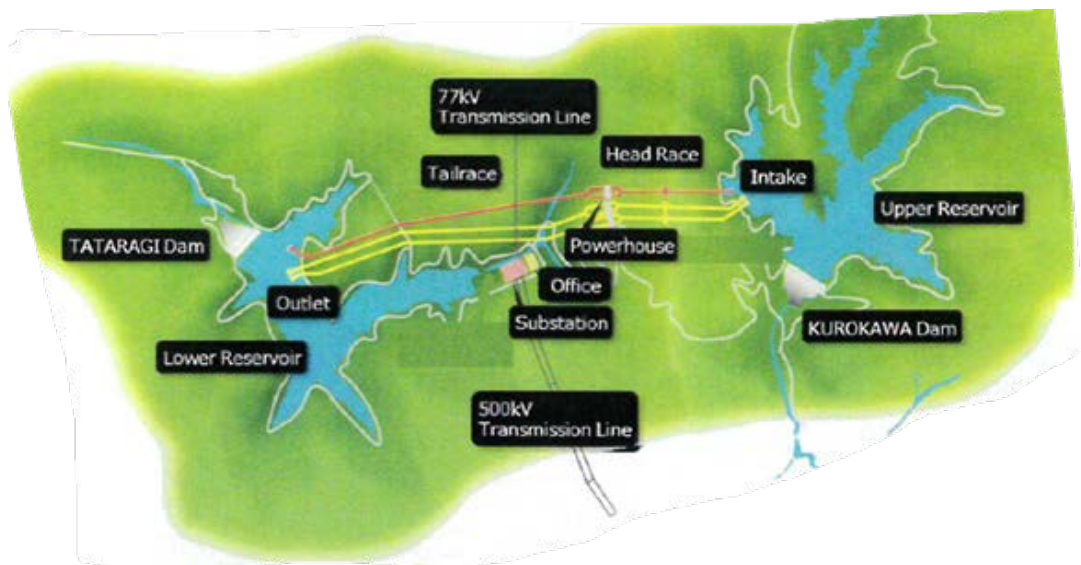 77kV
Transmission Line
Head Race
Tailrace
Intake
Upper Reservoir
TATARAGI Dam
Powerhouse
Office
Outlet
Substation
KUROKAWA Dam
Lower Reservoir
500kV
Transmission Line